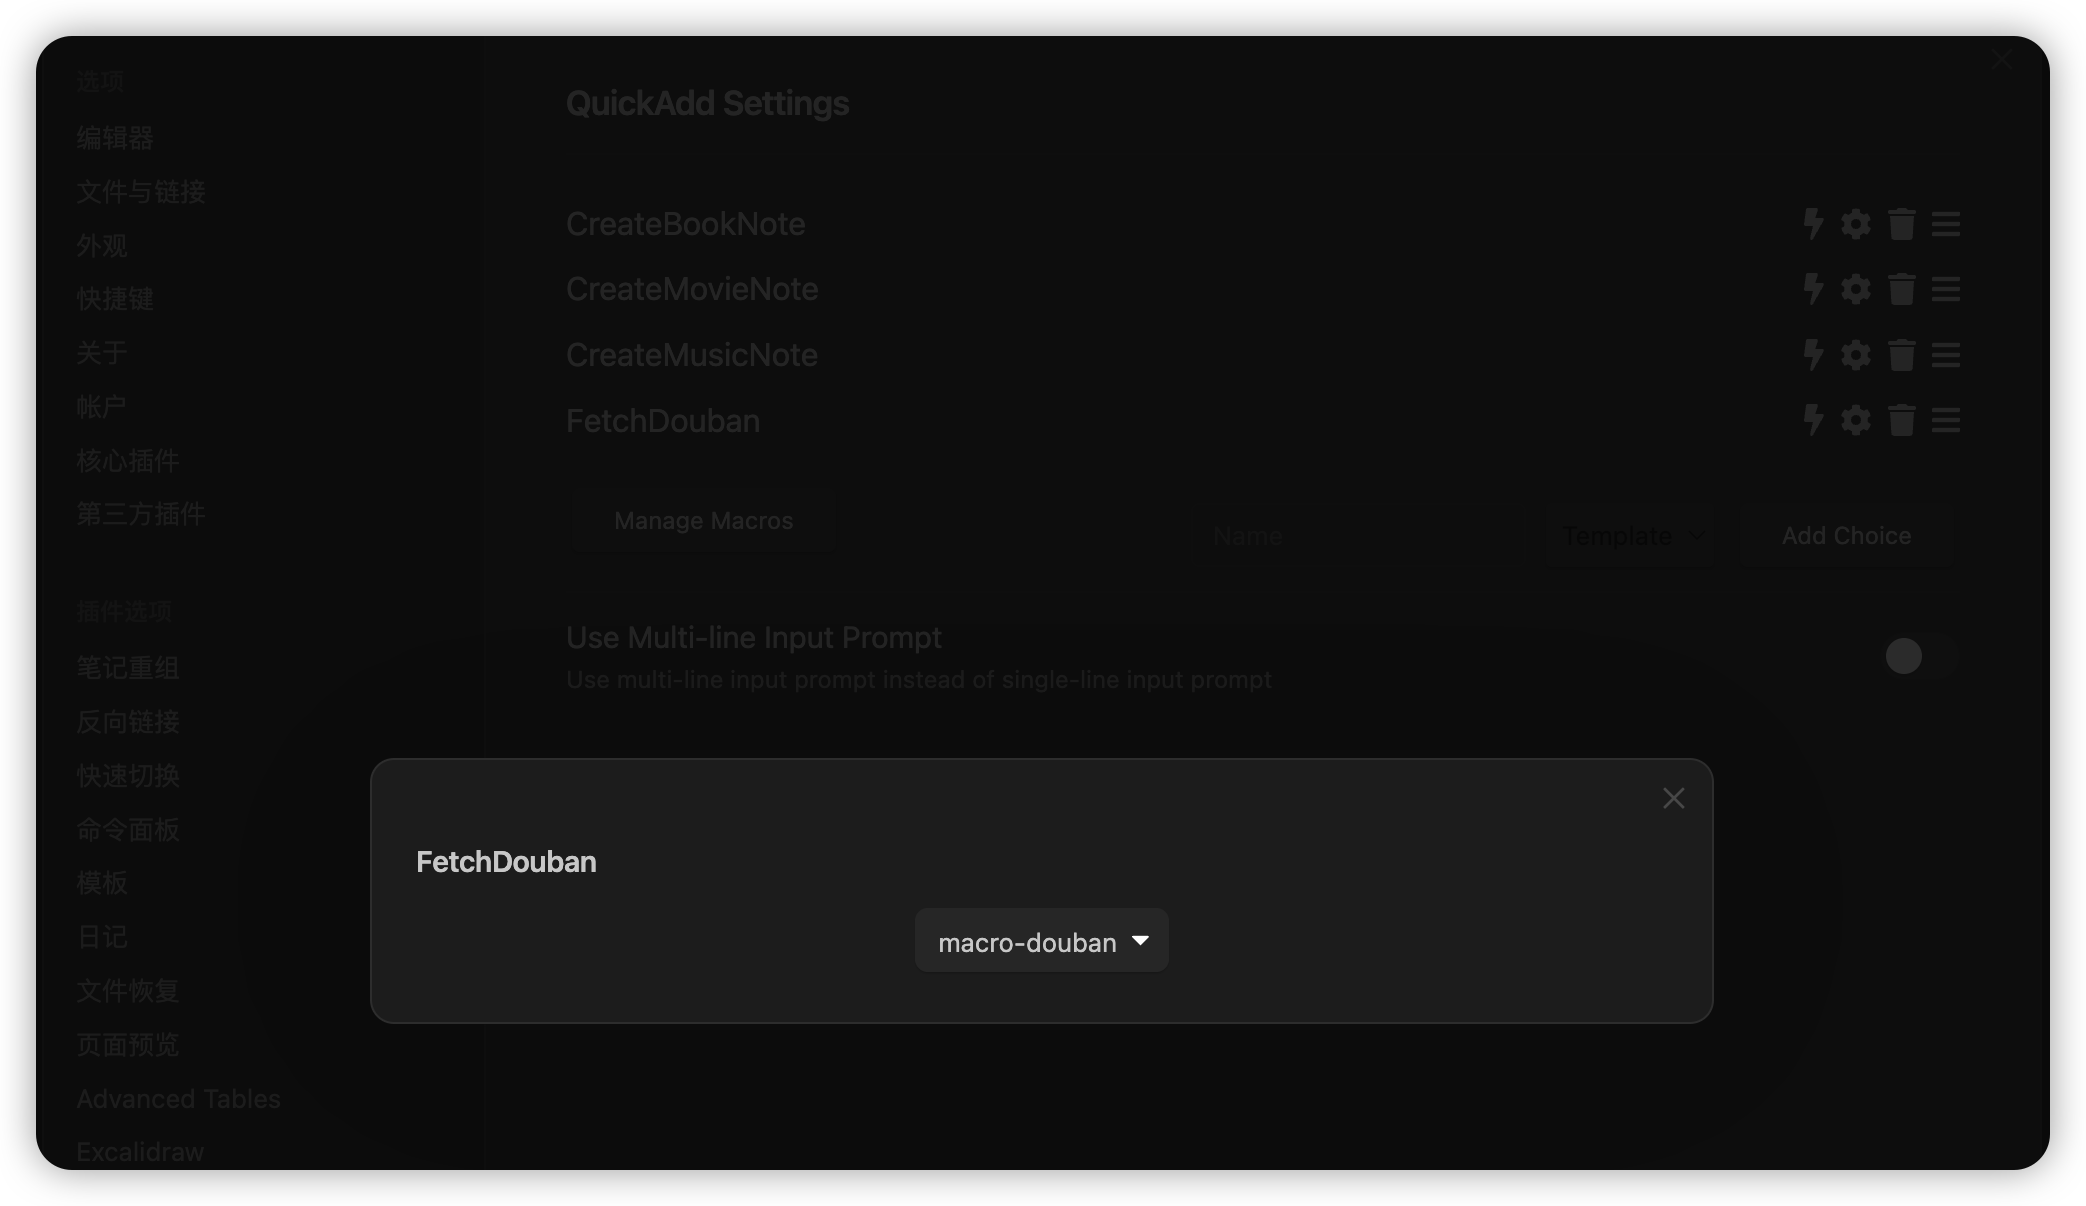 选项
编辑器
文件与链接
外观
快捷键
关于
帐户
核心插件
第三方插件
插件选项
笔记重组
反向链接
快速切换
命令面板
模板
日记
文件恢复
页面预览
Advanced Tables
Excalidraw
QuickAdd Settings
CreateBookNote
CreateMovieNote
CreateMusicNote
FetchDouban
Manage Macros
Name
Template
Add Choice
Use Multi-line Input Prompt
Use multi-line input prompt instead of single-line input prompt
FetchDouban
macro-douban